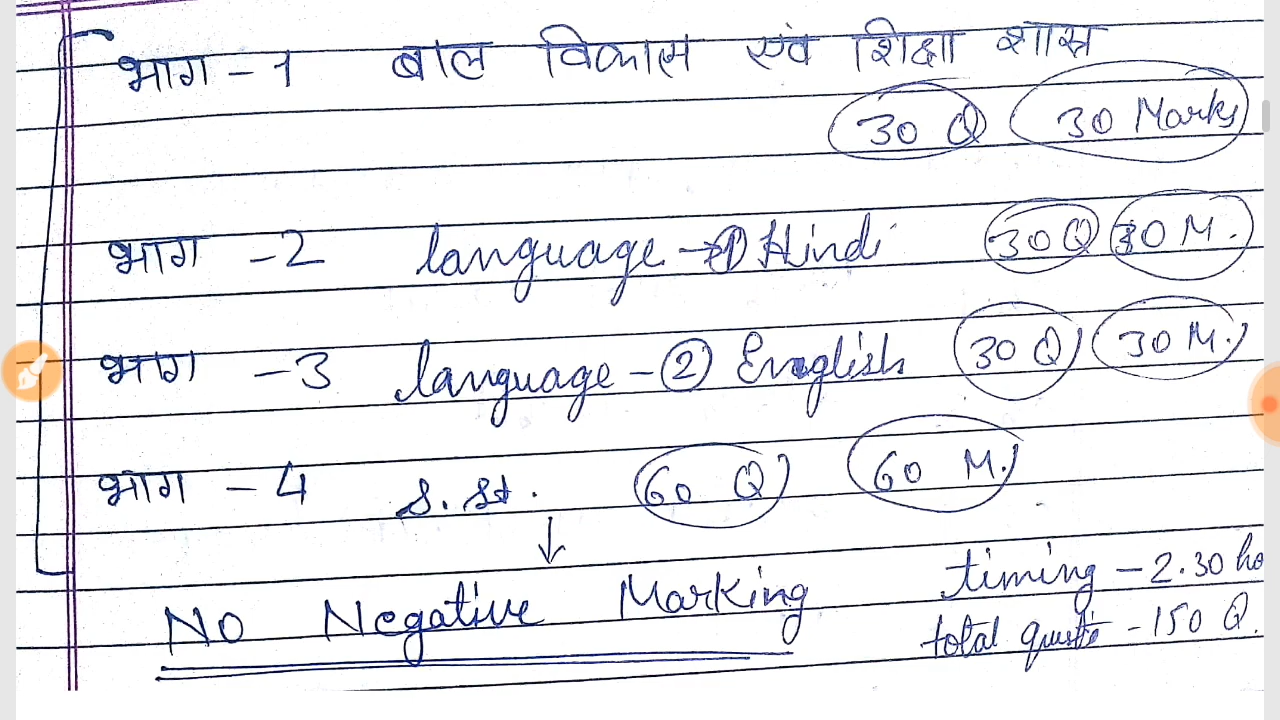 भाग - 1 बाल विकास एवं शिक्षा शास्त्र
30 Q 30 Marks
भाग - 2 language - 1 Hindi 30 Q 30 M.
भाग - 3 language - 2 English 30 Q 30 M.
भाग - 4 S. St. 60 Q 60 M.
↓
No Negative Marking timing - 2.30 ho
total quests - 150 Q.